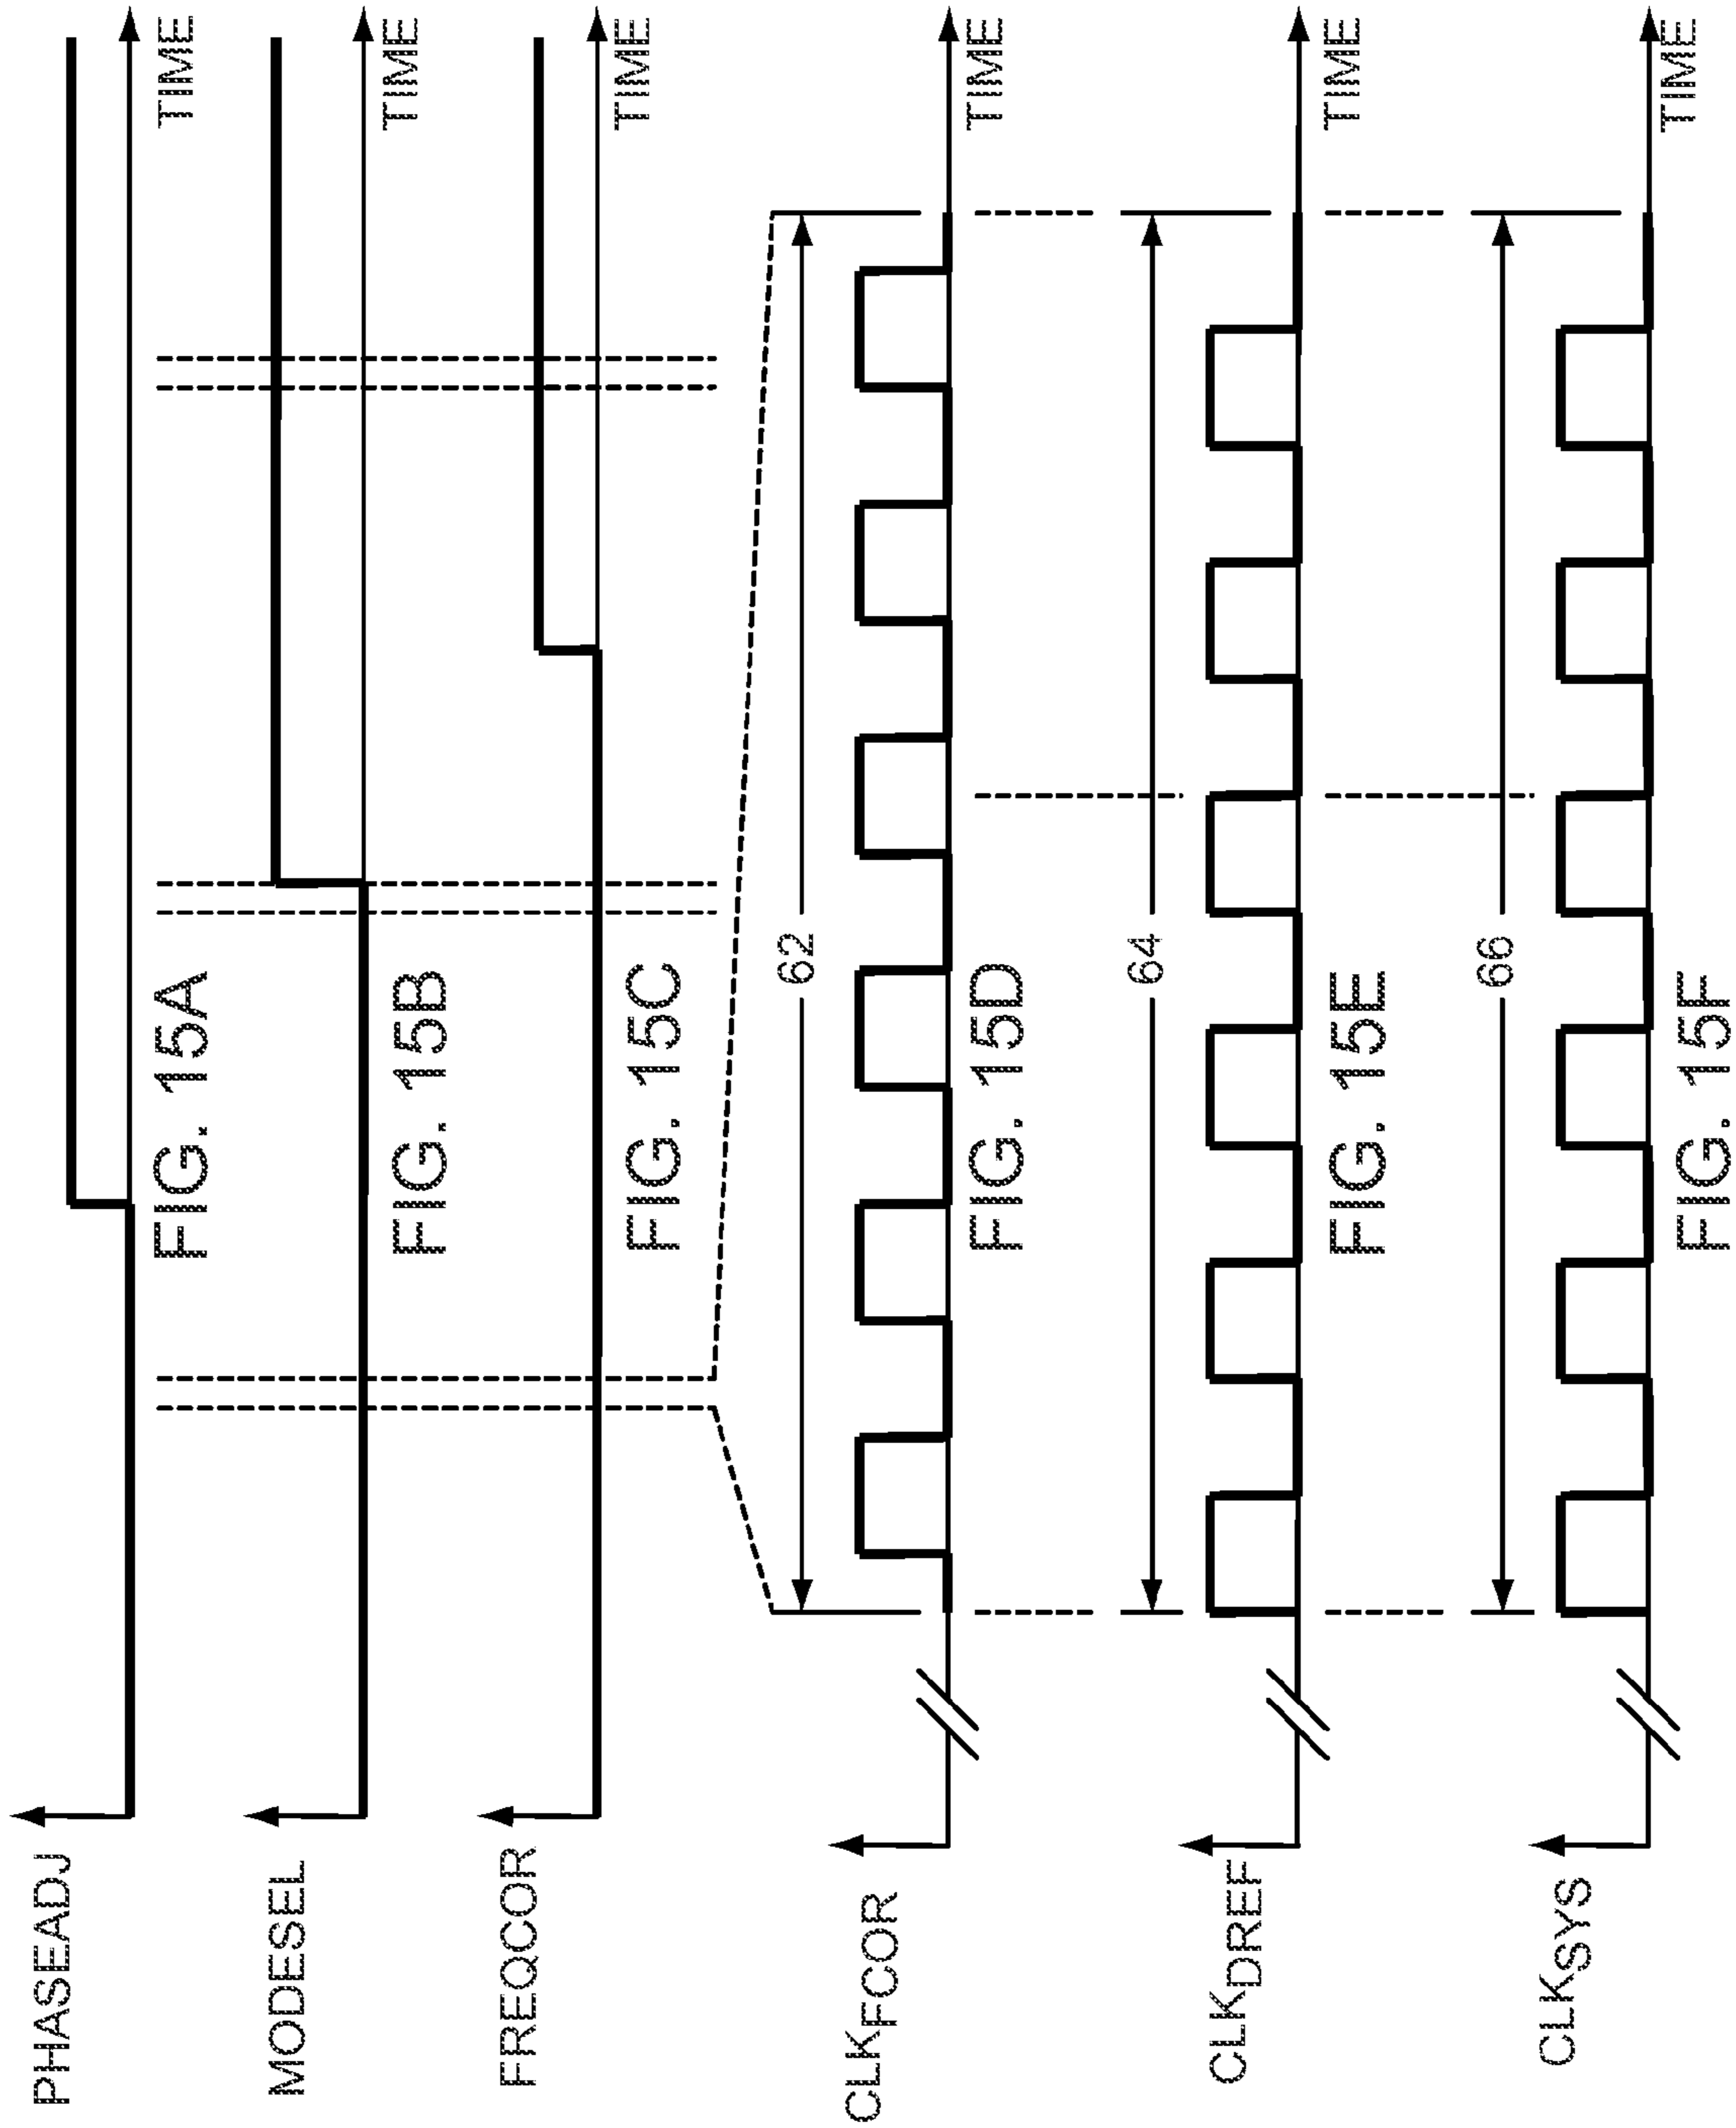 PHASEADJ
TIME
FIG. 15A
MODESEL
TIME
FIG. 15B
FREQCOR
TIME
FIG. 15C
CLKFCOR
62
TIME
FIG. 15D
CLKDREF
64
TIME
FIG. 15E
CLKSYS
66
TIME
FIG. 15F